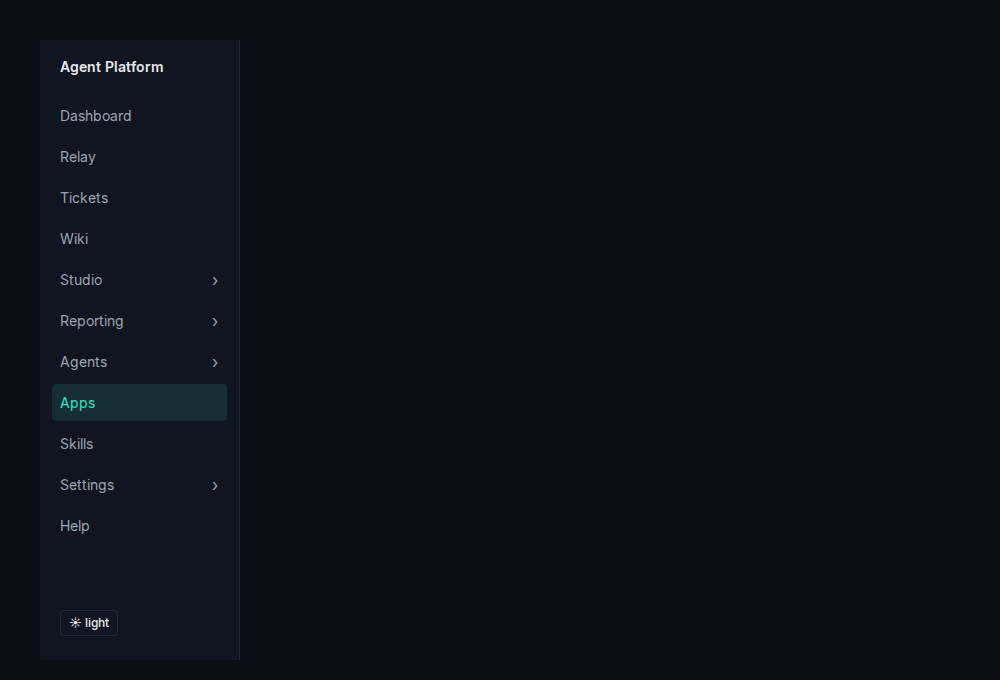 Agent Platform
Dashboard
Relay
Tickets
Wiki
Studio ›
Reporting ›
Agents ›
Apps
Skills
Settings ›
Help
☀ light